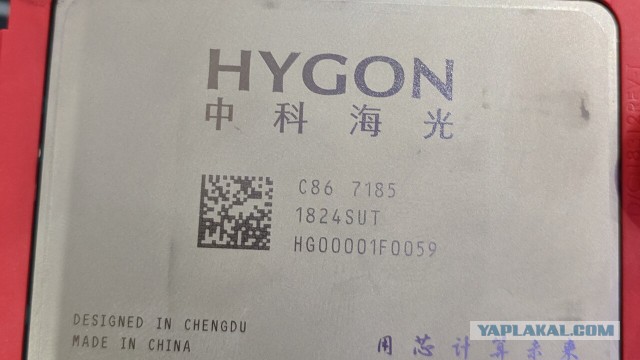 HYGON
中科海光
C86 7185
1824SUT
HG00001F0059
DESIGNED IN CHENGDU
MADE IN CHINA
用芯计算未来
YAPLAKAL.COM